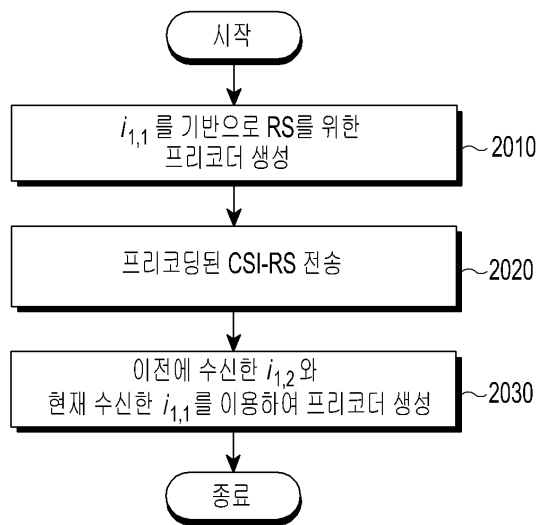 시작
i1,1 를 기반으로 RS를 위한
프리코더 생성
2010
프리코딩된 CSI-RS 전송
2020
이전에 수신한 i1,2 와
현재 수신한 i1,1 를 이용하여 프리코더 생성
2030
종료